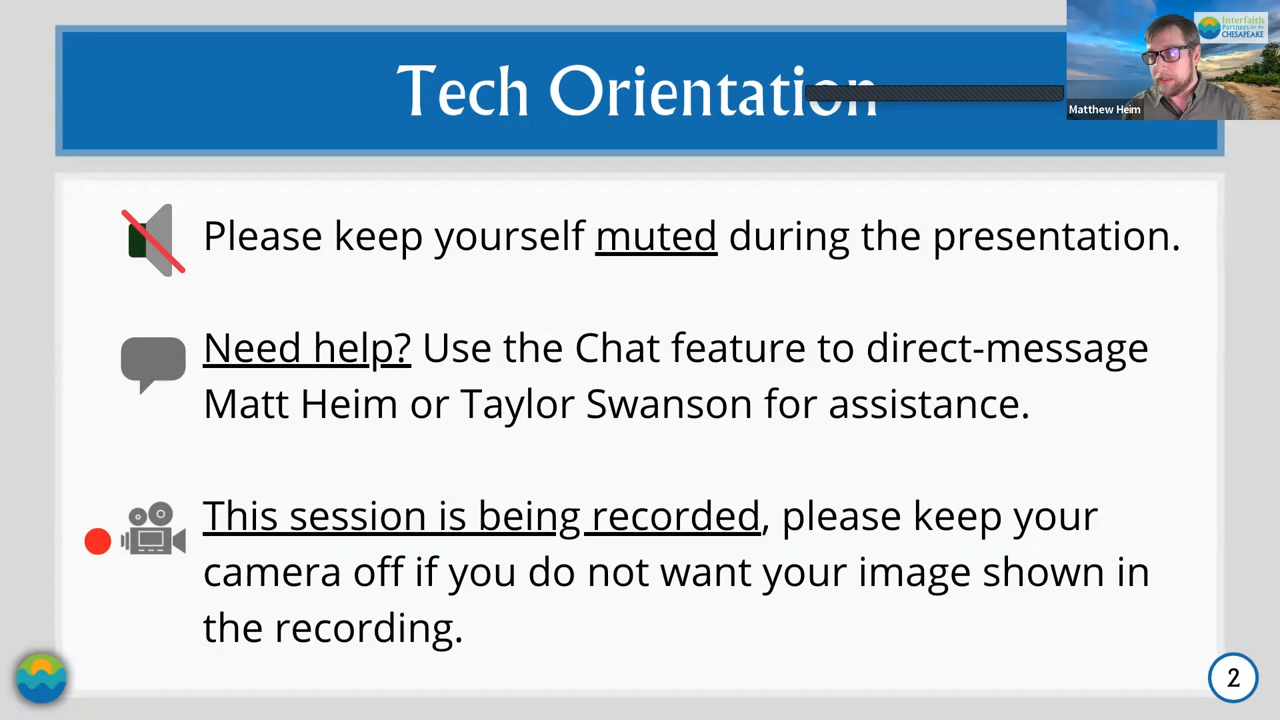 Tech Orientation
Interfaith
Partners for the
CHESAPEAKE
Matthew Heim
Please keep yourself muted during the presentation.
Need help? Use the Chat feature to direct-message
Matt Heim or Taylor Swanson for assistance.
This session is being recorded, please keep your
camera off if you do not want your image shown in
the recording.
2